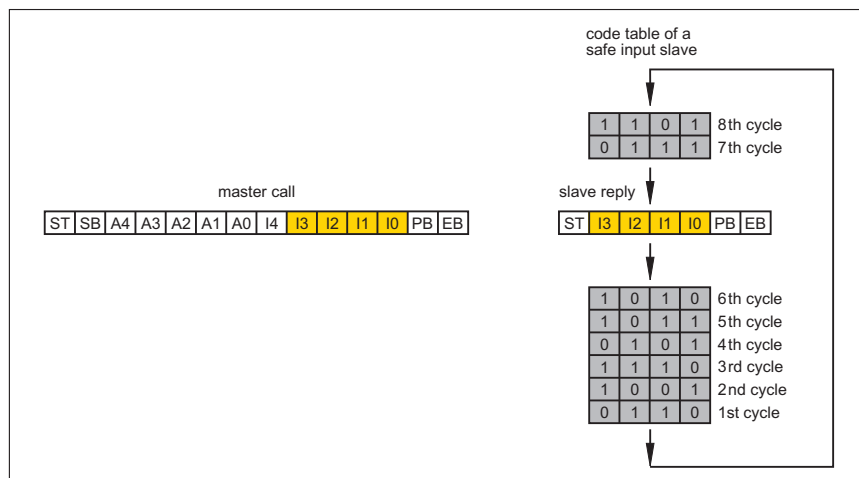 code table of a
safe input slave
1 1 0 1 8th cycle
0 1 1 1 7th cycle
master call
slave reply
ST SB A4 A3 A2 A1 A0 I4 I3 I2 I1 I0 PB EB
ST I3 I2 I1 I0 PB EB
1 0 1 0 6th cycle
1 0 1 1 5th cycle
0 1 0 1 4th cycle
1 1 1 0 3rd cycle
1 0 0 1 2nd cycle
0 1 1 0 1st cycle